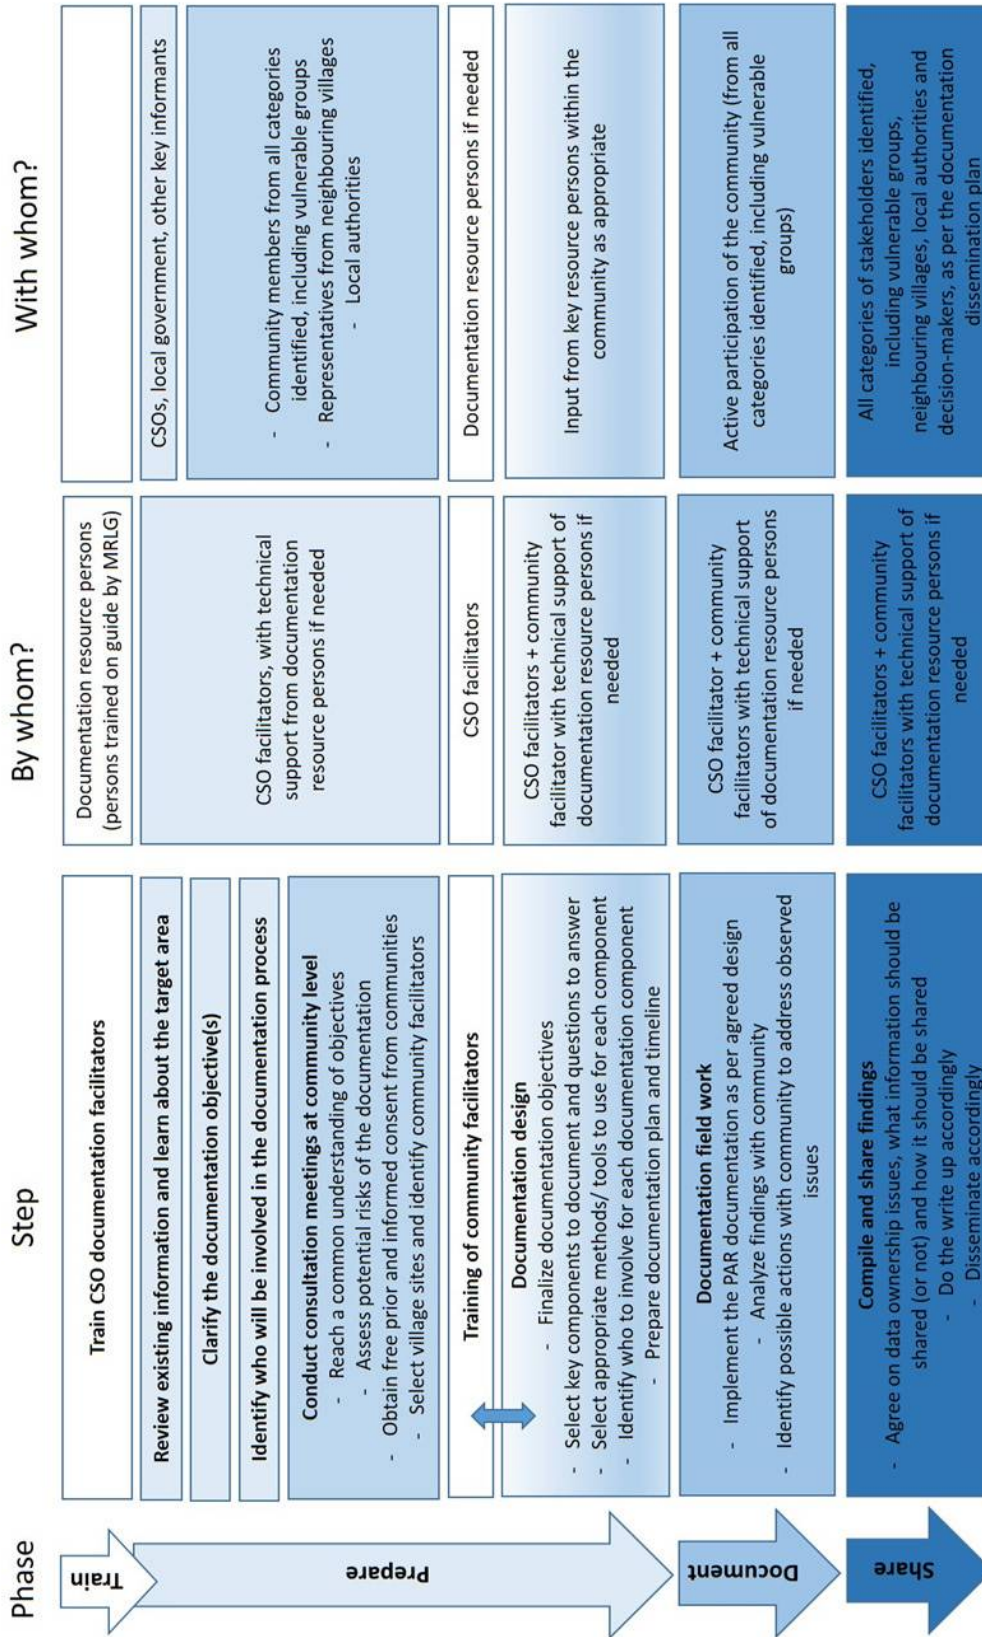 Phase
Step
By whom?
With whom?
Train
Train CSO documentation facilitators
Documentation resource persons
(persons trained on guide by MRLG)
Prepare
Review existing information and learn about the target area
Clarify the documentation objective(s)
Identify who will be involved in the documentation process
CSO facilitators, with technical
support from documentation
resource persons if needed
CSOs, local government, other key informants
Conduct consultation meetings at community level
- Reach a common understanding of objectives
- Assess potential risks of the documentation
- Obtain free prior and informed consent from communities
- Select village sites and identify community facilitators
- Community members from all categories
identified, including vulnerable groups
- Representatives from neighbouring villages
- Local authorities
Training of community facilitators
CSO facilitators
Documentation resource persons if needed
Documentation design
- Finalize documentation objectives
- Select key components to document and questions to answer
- Select appropriate methods/ tools to use for each component
- Identify who to involve for each documentation component
- Prepare documentation plan and timeline
CSO facilitators + community
facilitator with technical support of
documentation resource persons if
needed
Input from key resource persons within the
community as appropriate
Document
Documentation field work
- Implement the PAR documentation as per agreed design
- Analyze findings with community
- Identify possible actions with community to address observed
issues
CSO facilitator + community
facilitators with technical support
of documentation resource persons
if needed
Active participation of the community (from all
categories identified, including vulnerable
groups)
Share
Compile and share findings
- Agree on data ownership issues, what information should be
shared (or not) and how it should be shared
- Do the write up accordingly
- Disseminate accordingly
CSO facilitators + community
facilitators with technical support of
documentation resource persons if
needed
All categories of stakeholders identified,
including vulnerable groups,
neighbouring villages, local authorities and
decision-makers, as per the documentation
dissemination plan